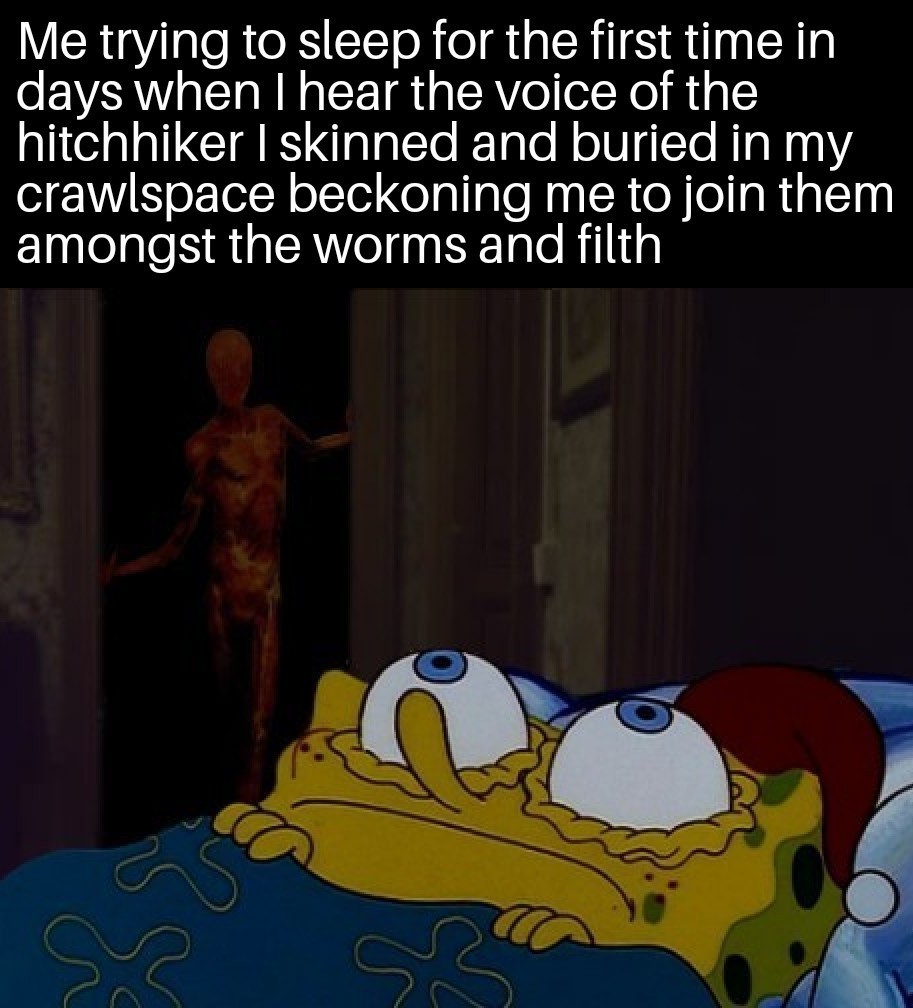 Me trying to sleep for the first time in
days when I hear the voice of the
hitchhiker I skinned and buried in my
crawlspace beckoning me to join them
amongst the worms and filth